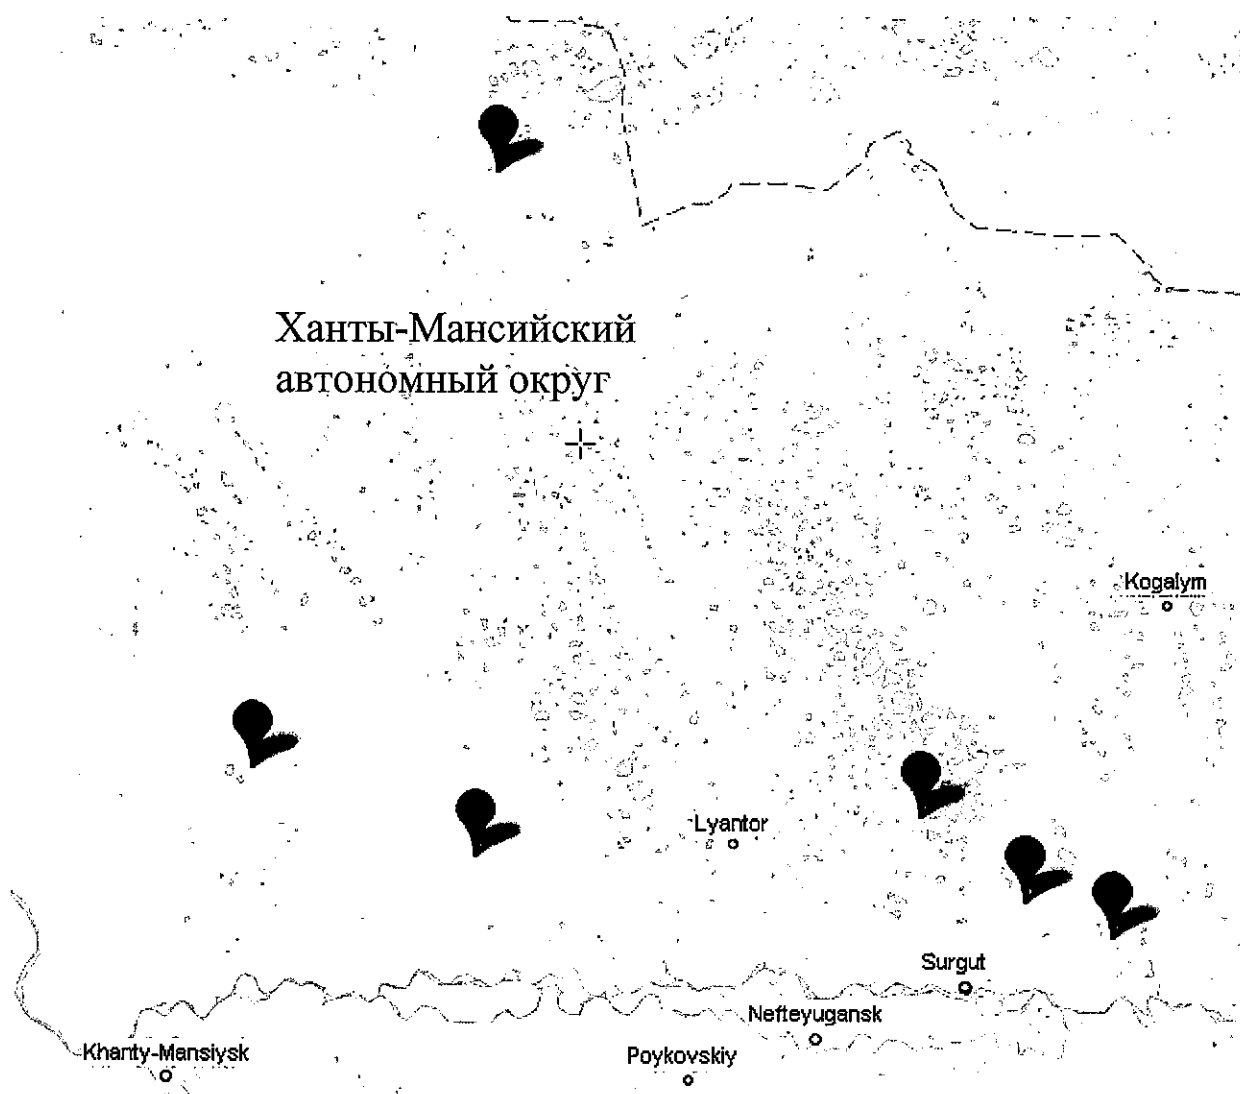 Ханты-Мансийский
автономный округ
Kogalym
Lyantor
Surgut
Nefteyugansk
Khanty-Mansiysk
Poykovskiy